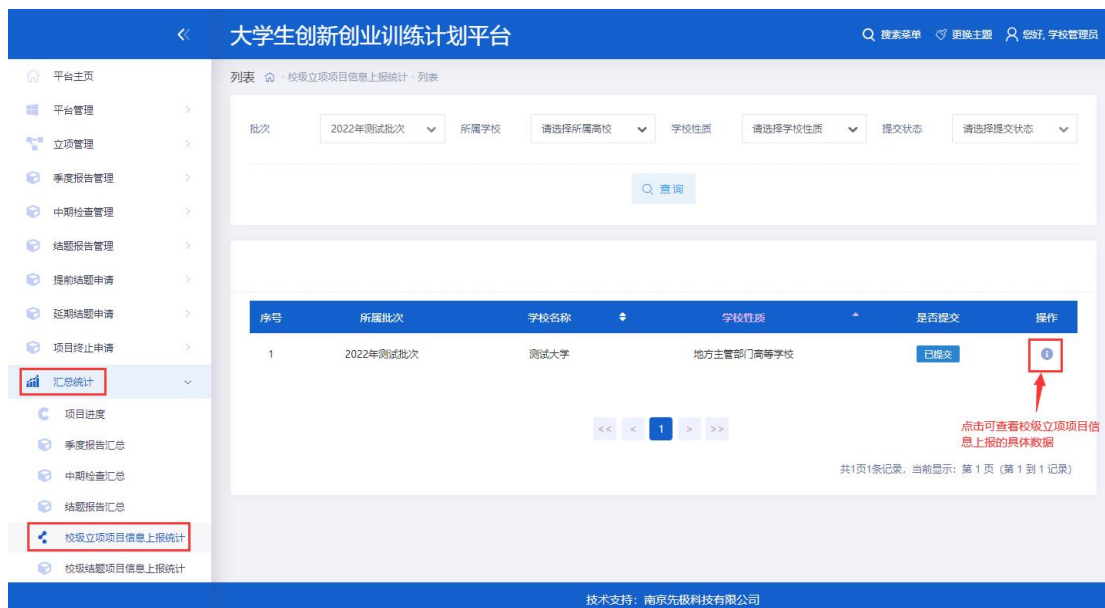 大学生创新创业训练计划平台
搜索菜单 更换主题 您好, 学校管理员
平台主页
平台管理
立项管理
季度报告管理
中期检查管理
结题报告管理
提前结题申请
延期结题申请
项目终止申请
汇总统计
项目进度
季度报告汇总
中期检查汇总
结题报告汇总
校级立项项目信息上报统计
校级结题项目信息上报统计
列表 - 校级立项项目信息上报统计 - 列表
批次 2022年测试批次 所属学校 请选择所属高校 学校性质 请选择学校性质 提交状态 请选择提交状态
查询
序号 所属批次 学校名称 学校性质 是否提交 操作
1 2022年测试批次 测试大学 地方主管部门高等学校 已提交
<< < 1 > >>
点击可查看校级立项项目信
息上报的具体数据
共1页1条记录, 当前显示: 第 1 页 (第 1 到 1 记录)
技术支持: 南京先极科技有限公司